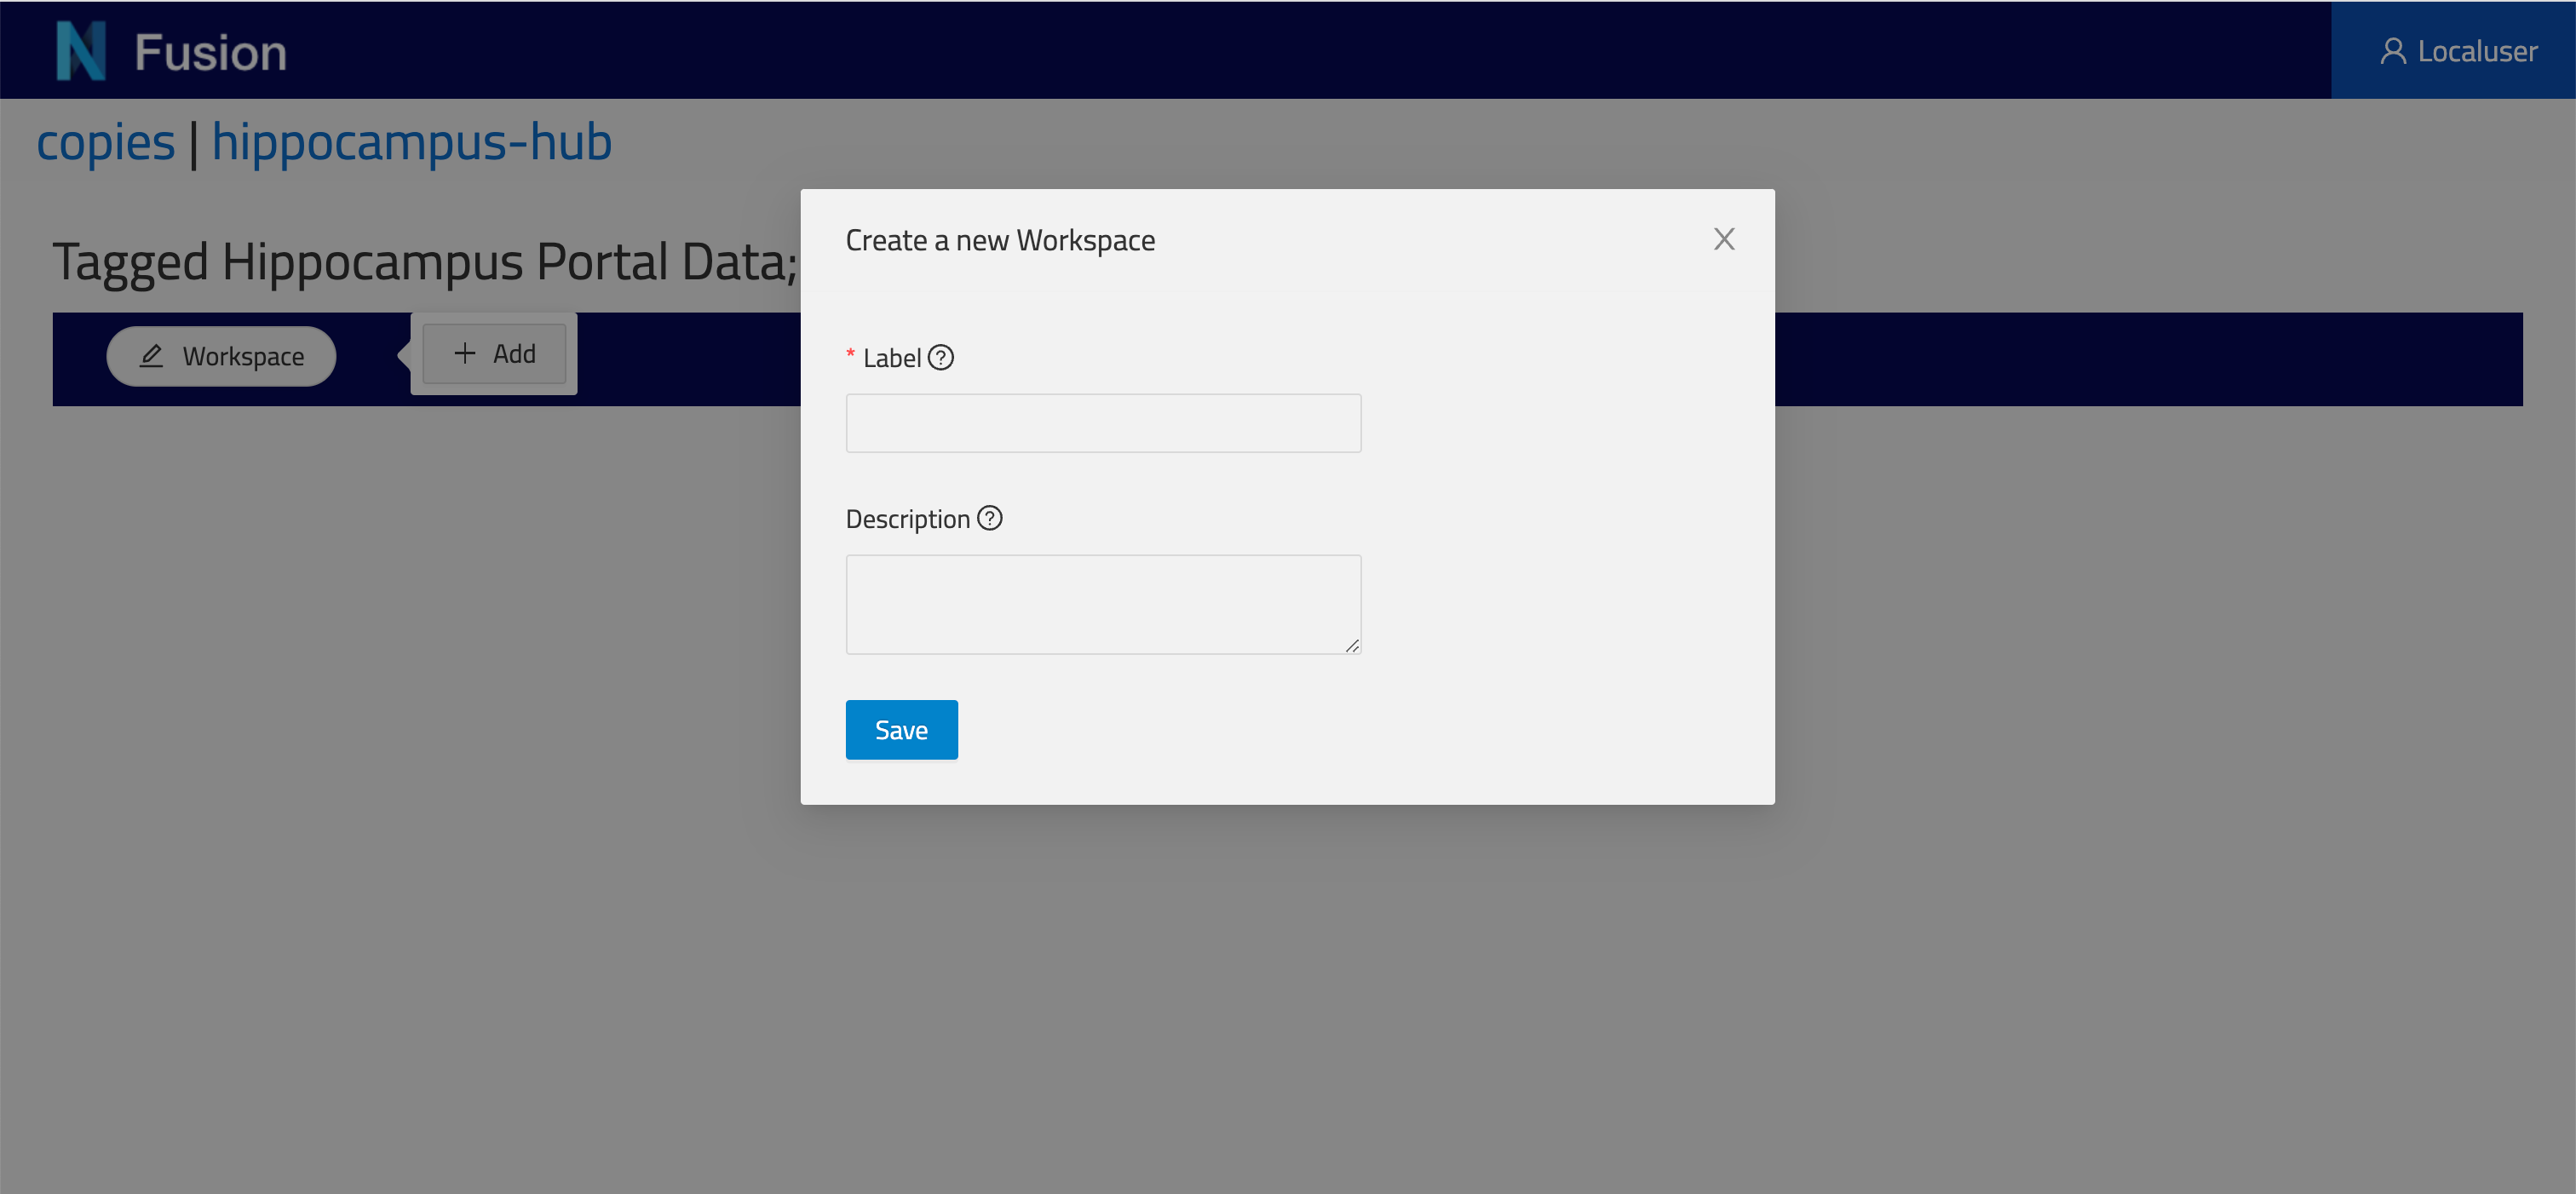 Fusion
Localuser
copies | hippocampus-hub
Tagged Hippocampus Portal Data;
Workspace
Add
Create a new Workspace
* Label
Description
Save